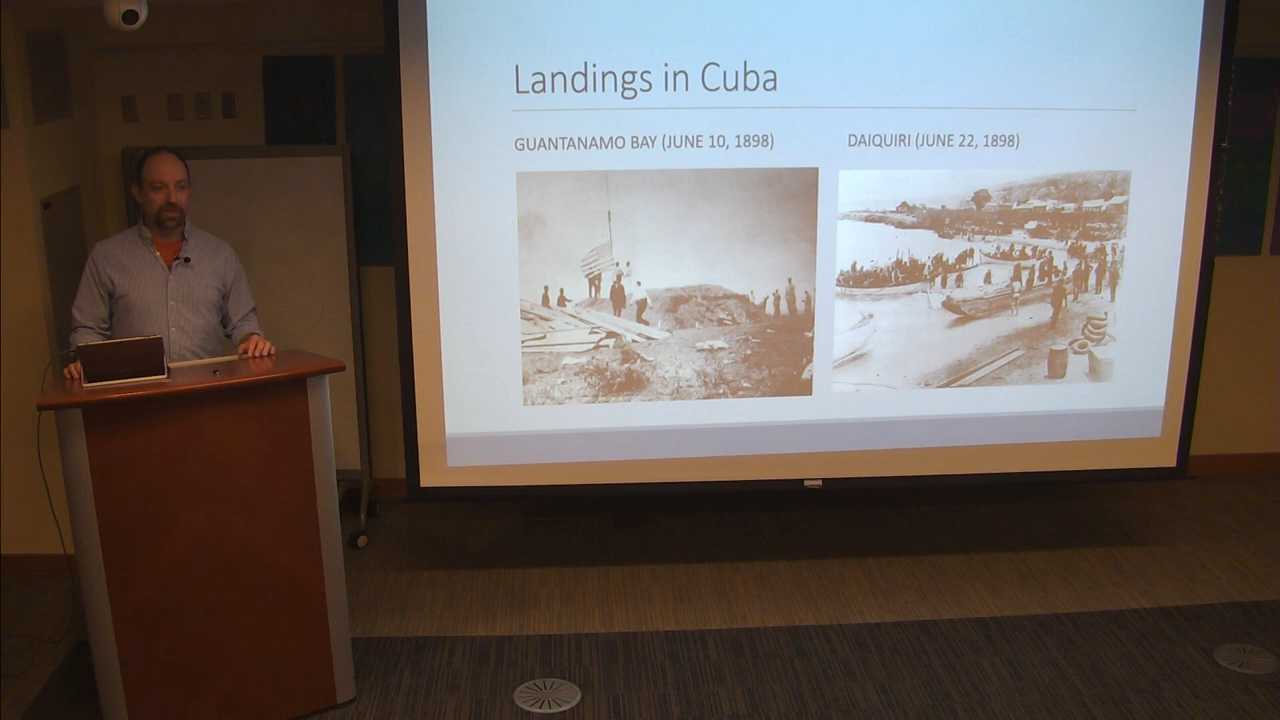 Landings in Cuba
GUANTANAMO BAY (JUNE 10, 1898)
DAIQUIRI (JUNE 22, 1898)